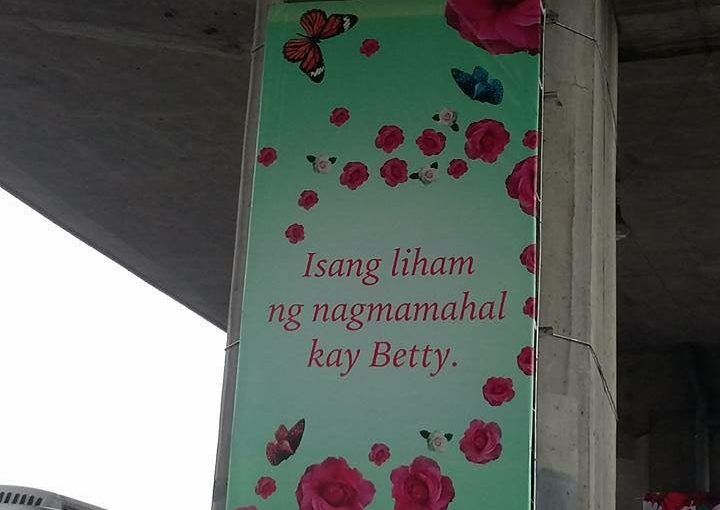 Isang liham
ng nagmamahal
kay Betty.